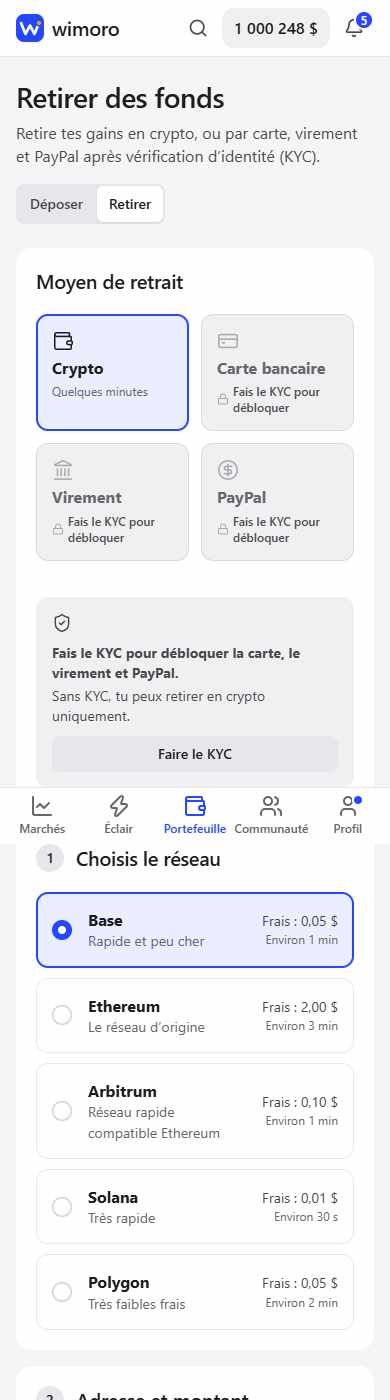 wimoro
1 000 248 $
5
Retirer des fonds
Retire tes gains en crypto, ou par carte, virement
et PayPal après vérification d'identité (KYC).
Déposer
Retirer
Moyen de retrait
Crypto
Quelques minutes
Carte bancaire
Fais le KYC pour
débloquer
Virement
Fais le KYC pour
débloquer
PayPal
Fais le KYC pour
débloquer
Fais le KYC pour débloquer la carte, le
virement et PayPal.
Sans KYC, tu peux retirer en crypto
uniquement.
Faire le KYC
Marchés
Éclair
Portefeuille
Communauté
Profil
1
Choisis le réseau
Base
Rapide et peu cher
Frais : 0,05 $
Environ 1 min
Ethereum
Le réseau d'origine
Frais : 2,00 $
Environ 3 min
Arbitrum
Réseau rapide
compatible Ethereum
Frais : 0,10 $
Environ 1 min
Solana
Très rapide
Frais : 0,01 $
Environ 30 s
Polygon
Très faibles frais
Frais : 0,05 $
Environ 2 min
2
Adresse et montant